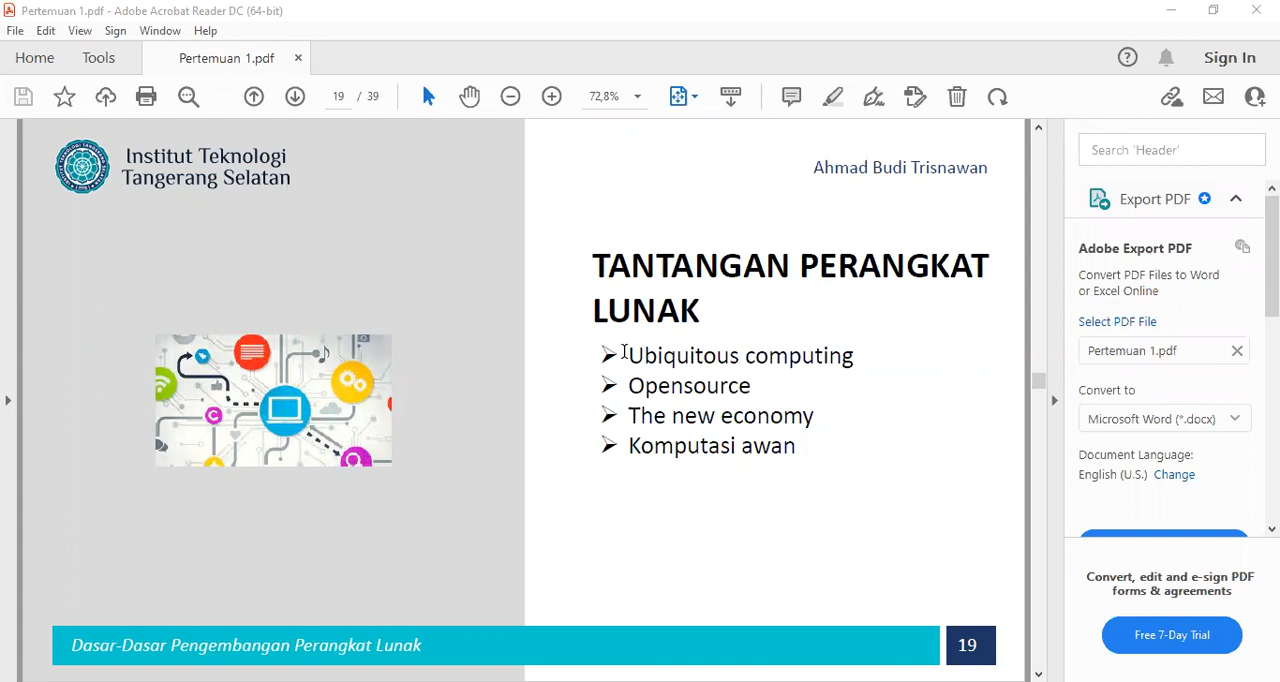 Pertemuan 1.pdf - Adobe Acrobat Reader DC (64-bit)
File Edit View Sign Window Help
Home Tools Pertemuan 1.pdf Sign In
19 / 39 72,8%
Institut Teknologi
Tangerang Selatan
Ahmad Budi Trisnawan
TANTANGAN PERANGKAT
LUNAK
Ubiquitous computing
Opensource
The new economy
Komputasi awan
Dasar-Dasar Pengembangan Perangkat Lunak
19
Search 'Header'
Export PDF
Adobe Export PDF
Convert PDF Files to Word
or Excel Online
Select PDF File
Pertemuan 1.pdf
Convert to
Microsoft Word (*.docx)
Document Language:
English (U.S.) Change
Convert, edit and e-sign PDF
forms & agreements
Free 7-Day Trial